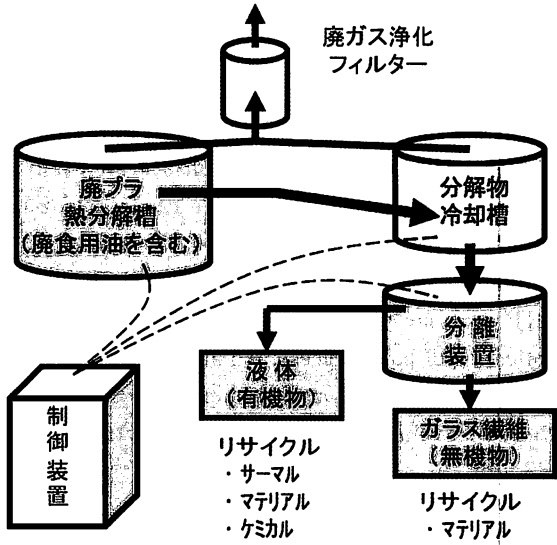 廃ガス浄化
フィルター
廃プラ
熱分解槽
(廃食用油を含む)
分解物
冷却槽
分離
装置
液体
(有機物)
ガラス繊維
(無機物)
制御装置
リサイクル
・サーマル
・マテリアル
・ケミカル
リサイクル
・マテリアル